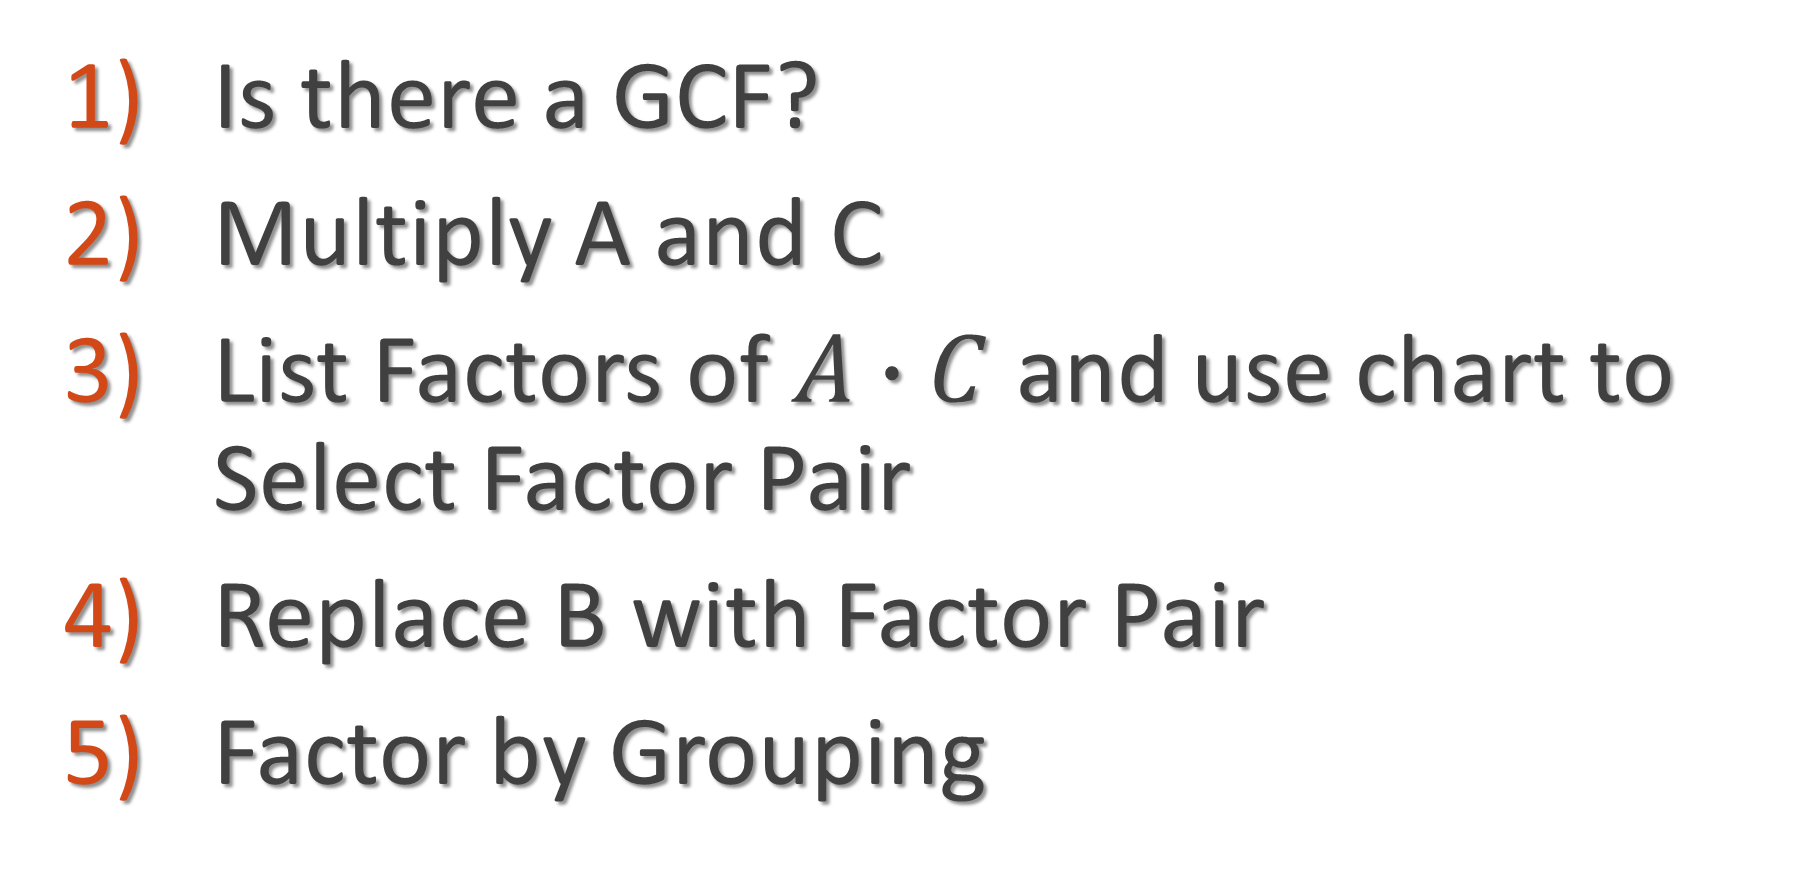 1) Is there a GCF?
2) Multiply A and C
3) List Factors of A · C and use chart to
Select Factor Pair
4) Replace B with Factor Pair
5) Factor by Grouping